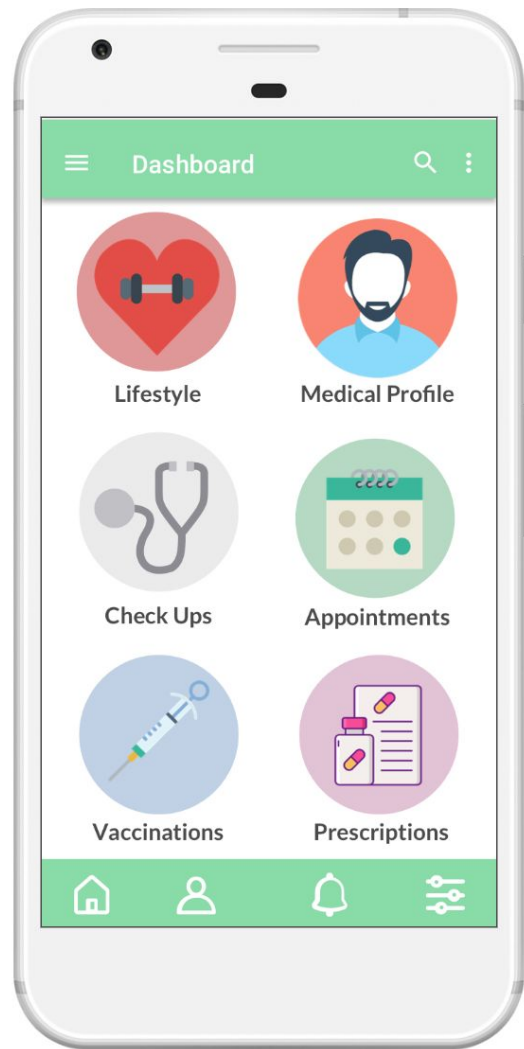 Dashboard
Lifestyle
Medical Profile
Check Ups
Appointments
Vaccinations
Prescriptions